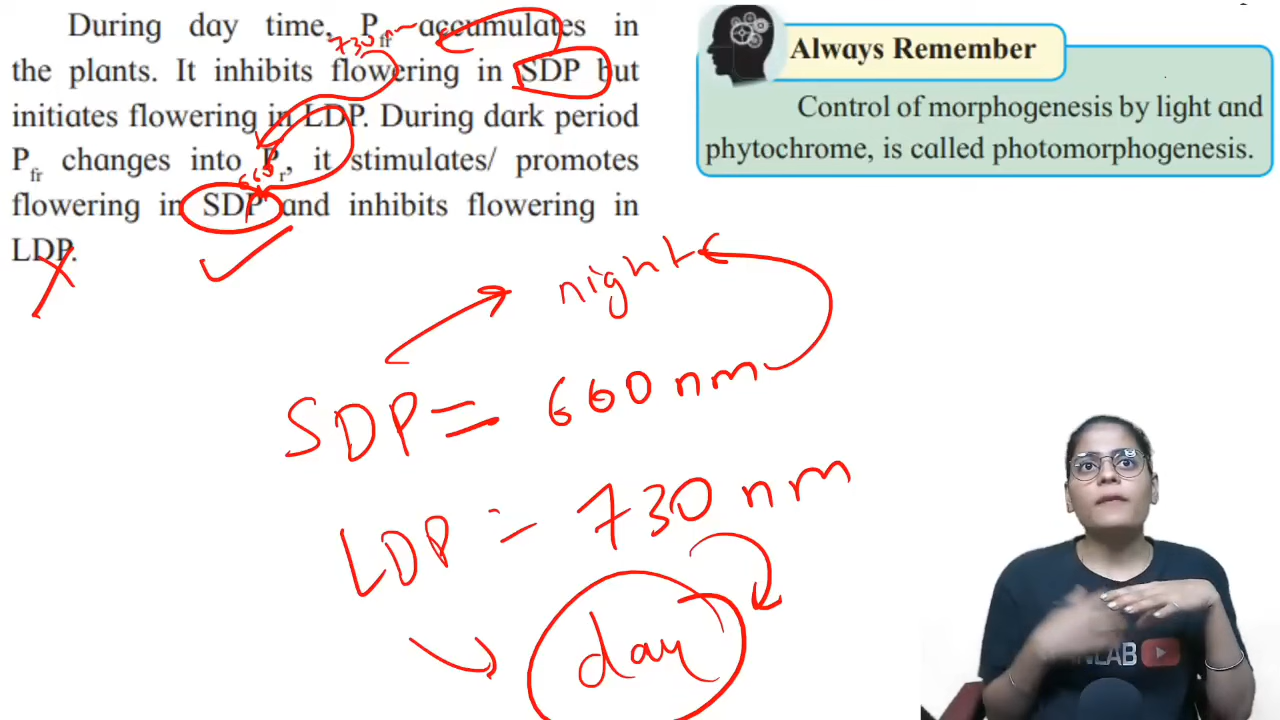 During day time, Pfr accumulates in
730nm
the plants. It inhibits flowering in SDP but
initiates flowering in LDP. During dark period
Pfr changes into Pr, it stimulates/ promotes
660
flowering in SDP and inhibits flowering in
LDP.
Always Remember
Control of morphogenesis by light and
phytochrome, is called photomorphogenesis.
night
SDP = 660 nm
LDP = 730 nm
day
NLAB